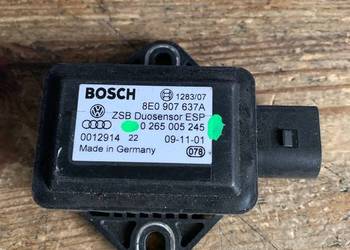 BOSCH 1283/07
8E0 907 637A
ZSB Duosensor ESP
0 265 005 245
0012914 22 09-11-01
Made in Germany 078